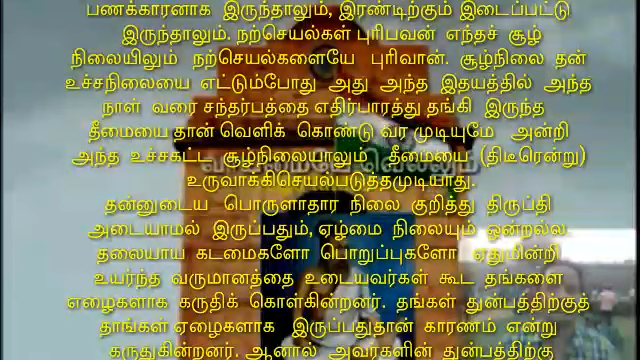 பணக்காரனாக இருந்தாலும், இரண்டிற்கும் இடைப்பட்டு
இருந்தாலும். நற்செயல்கள் புரிபவன் எந்தச் சூழ்
நிலையிலும் நற்செயல்களையே புரிவான். சூழ்நிலை தன்
உச்சநிலையை எட்டும்போது அது அந்த இதயத்தில் அந்த
நாள் வரை சந்தர்பத்தை எதிர்பாரத்து தங்கி இருந்த
தீமையை தான் வெளிக் கொண்டு வர முடியுமே அன்றி
அந்த உச்சகட்ட சூழ்நிலையாலும் தீமையை (திடீரென்று)
வாய்மையே வெல்லும்
உருவாக்கிசெயல்படுத்தமுடியாது.
தன்னுடைய பொருளாதார நிலை குறித்து திருப்தி
அடையாமல் இருப்பதும், ஏழ்மை நிலையும் ஒன்றல்ல.
தலையாய கடமைகளோ பொறுப்புகளோ ஏதுமின்றி
உயர்ந்த வருமானத்தை உடையவர்கள் கூட தங்களை
எழைகளாக கருதிக் கொள்கின்றனர். தங்கள் துன்பத்திற்குத்
தாங்கள் ஏழைகளாக இருப்பதுதான் காரணம் என்று
கருதுகின்றனர். ஆனால் அவர்களின் துன்பத்திற்கு